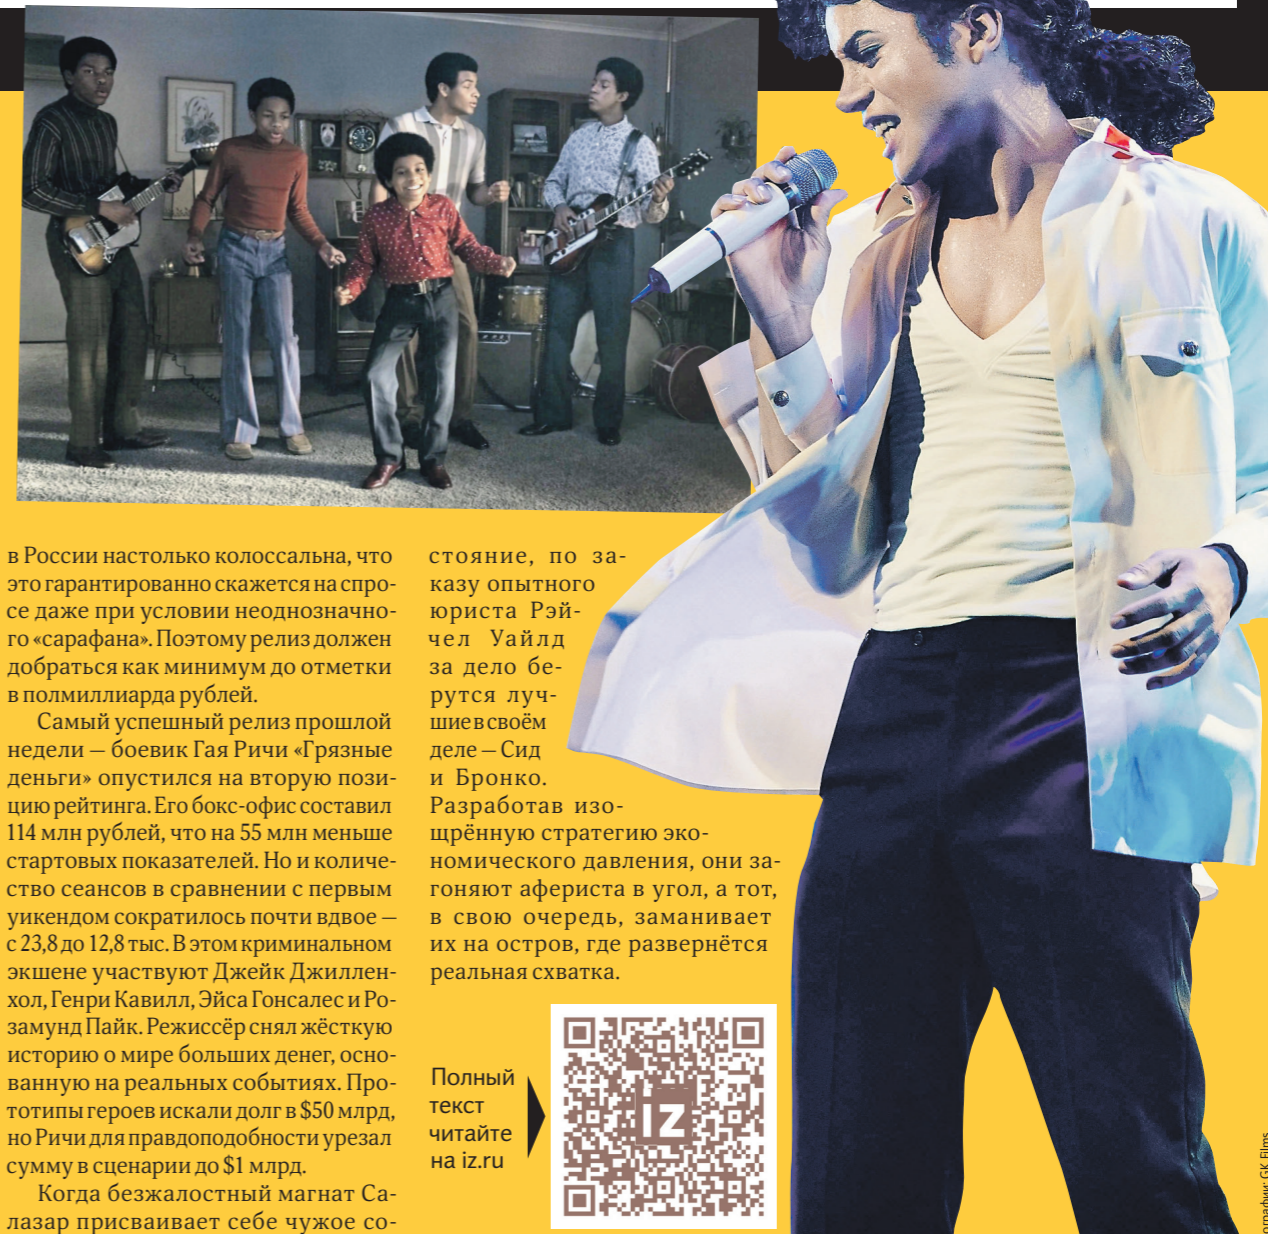 в России настолько колоссальна, что
это гарантированно скажется на спро-
се даже при условии неоднозначно-
го «сарафана». Поэтому релиз должен
добраться как минимум до отметки
в полмиллиарда рублей.
Самый успешный релиз прошлой
недели — боевик Гая Ричи «Грязные
деньги» опустился на вторую пози-
цию рейтинга. Его бокс-офис составил
114 млн рублей, что на 55 млн меньше
стартовых показателей. Но и количе-
ство сеансов в сравнении с первым
уикендом сократилось почти вдвое —
с 23,8 до 12,8 тыс. В этом криминальном
экшене участвуют Джейк Джиллен-
хол, Генри Кавилл, Эйса Гонсалес и Ро-
замунд Пайк. Режиссёр снял жёсткую
историю о мире больших денег, осно-
ванную на реальных событиях. Про-
тотипы героев искали долг в $50 млрд,
но Ричи для правдоподобности урезал
сумму в сценарии до $1 млрд.
Когда безжалостный магнат Са-
лазар присваивает себе чужое со-
стояние, по за-
казу опытного
юриста Рэй-
чел Уайлд
за дело бе-
рутся луч-
шие в своём
деле — Сид
и Бронко.
Разработав изо-
щрённую стратегию эко-
номического давления, они за-
гоняют афериста в угол, а тот,
в свою очередь, заманивает
их на остров, где развернётся
реальная схватка.
Полный
текст
читайте
на iz.ru
iz
GK Films